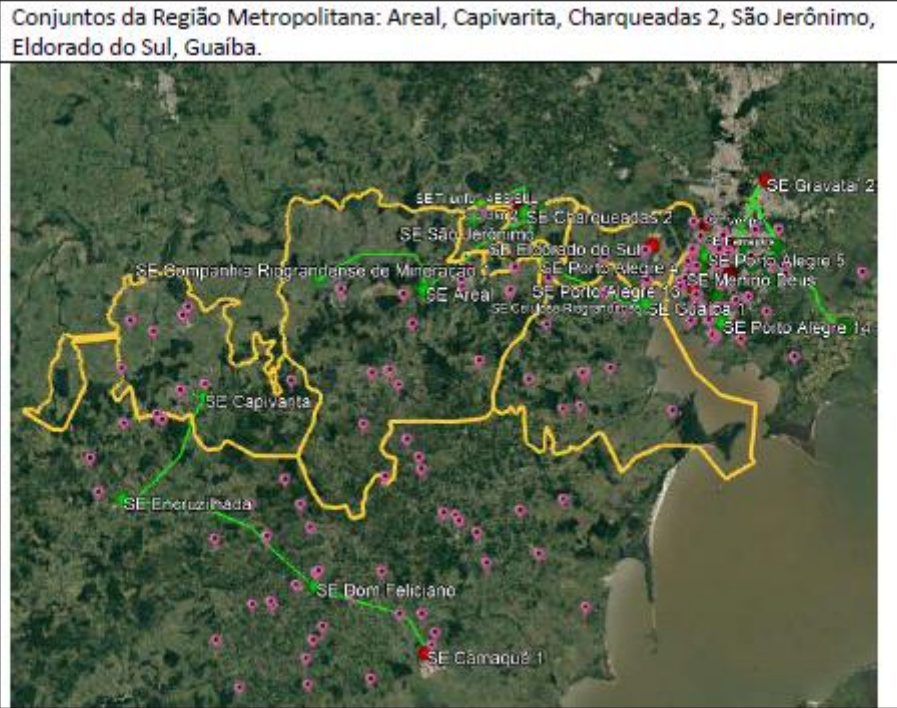 Conjuntos da Região Metropolitana: Areal, Capivarita, Charqueadas 2, São Jerônimo,
Eldorado do Sul, Guaíba.
SE Gravataí 2
SE Charqueadas 2
SE São Jerônimo
SE Eldorado do Sul
SE Porto Alegre 5
SE Companhia Riograndense de Mineração
SE Porto Alegre 4
SE Menino Deus
SE Areal
SE Porto Alegre 13
SE Guaíba 1
SE Porto Alegre 14
SE Capivarita
SE Encruzilhada
SE Dom Feliciano
SE Camaquã 1